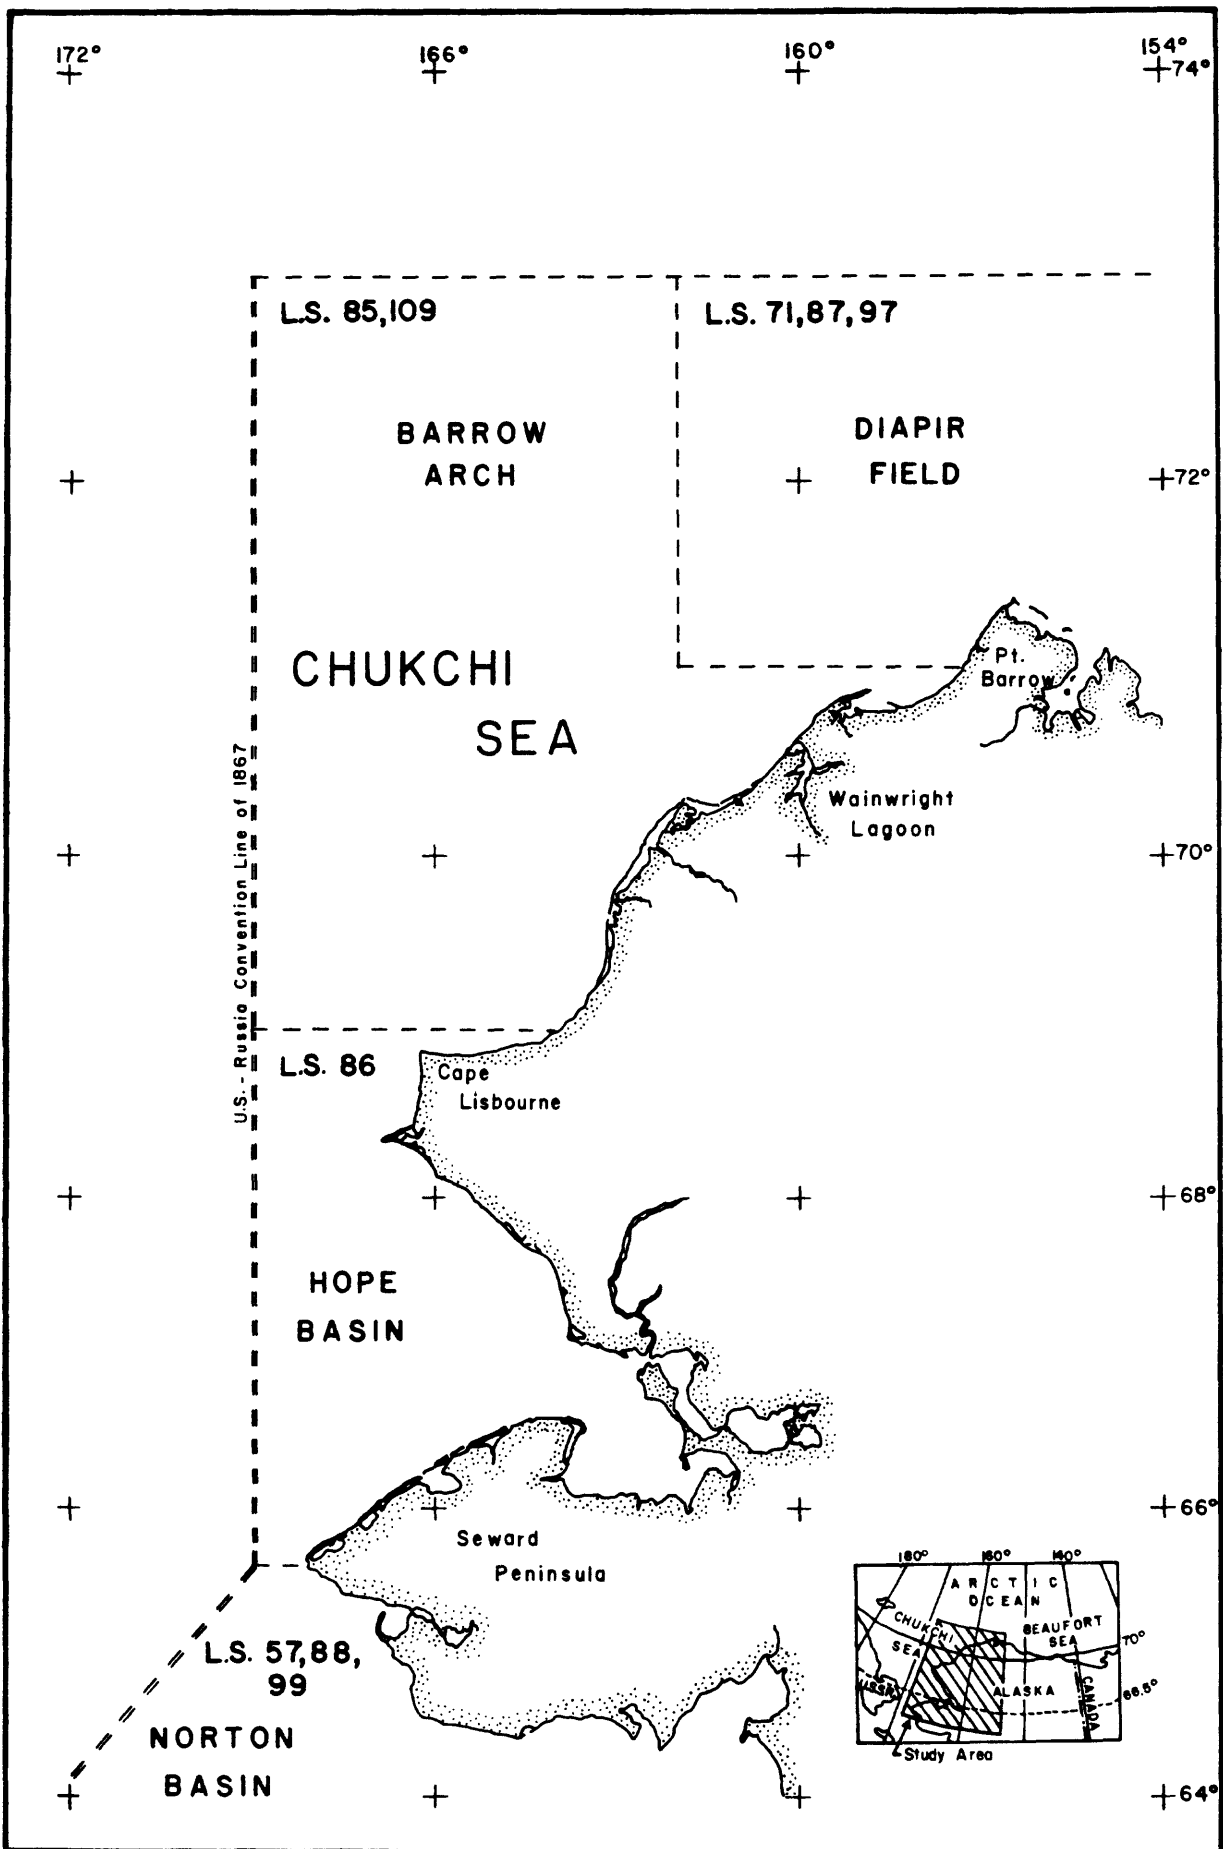 172°
166°
160°
154°
74°
L.S. 85,109
L.S. 71,87,97
BARROW
ARCH
DIAPIR
FIELD
72°
CHUKCHI
SEA
Pt.
Barrow
U.S.-Russia Convention Line of 1867
Wainwright
Lagoon
70°
L.S. 86
Cape
Lisbourne
68°
HOPE
BASIN
66°
Seward
Peninsula
L.S. 57,88,
99
NORTON
BASIN
64°
180°
160°
140°
ARCTIC
OCEAN
CHUKCHI
SEA
BEAUFORT
SEA
70°
USSR
ALASKA
66.5°
CANADA
Study Area